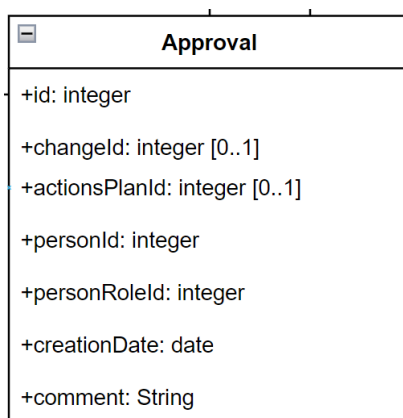 Approval
+id: integer
+changeId: integer [0..1]
+actionsPlanId: integer [0..1]
+personId: integer
+personRoleId: integer
+creationDate: date
+comment: String